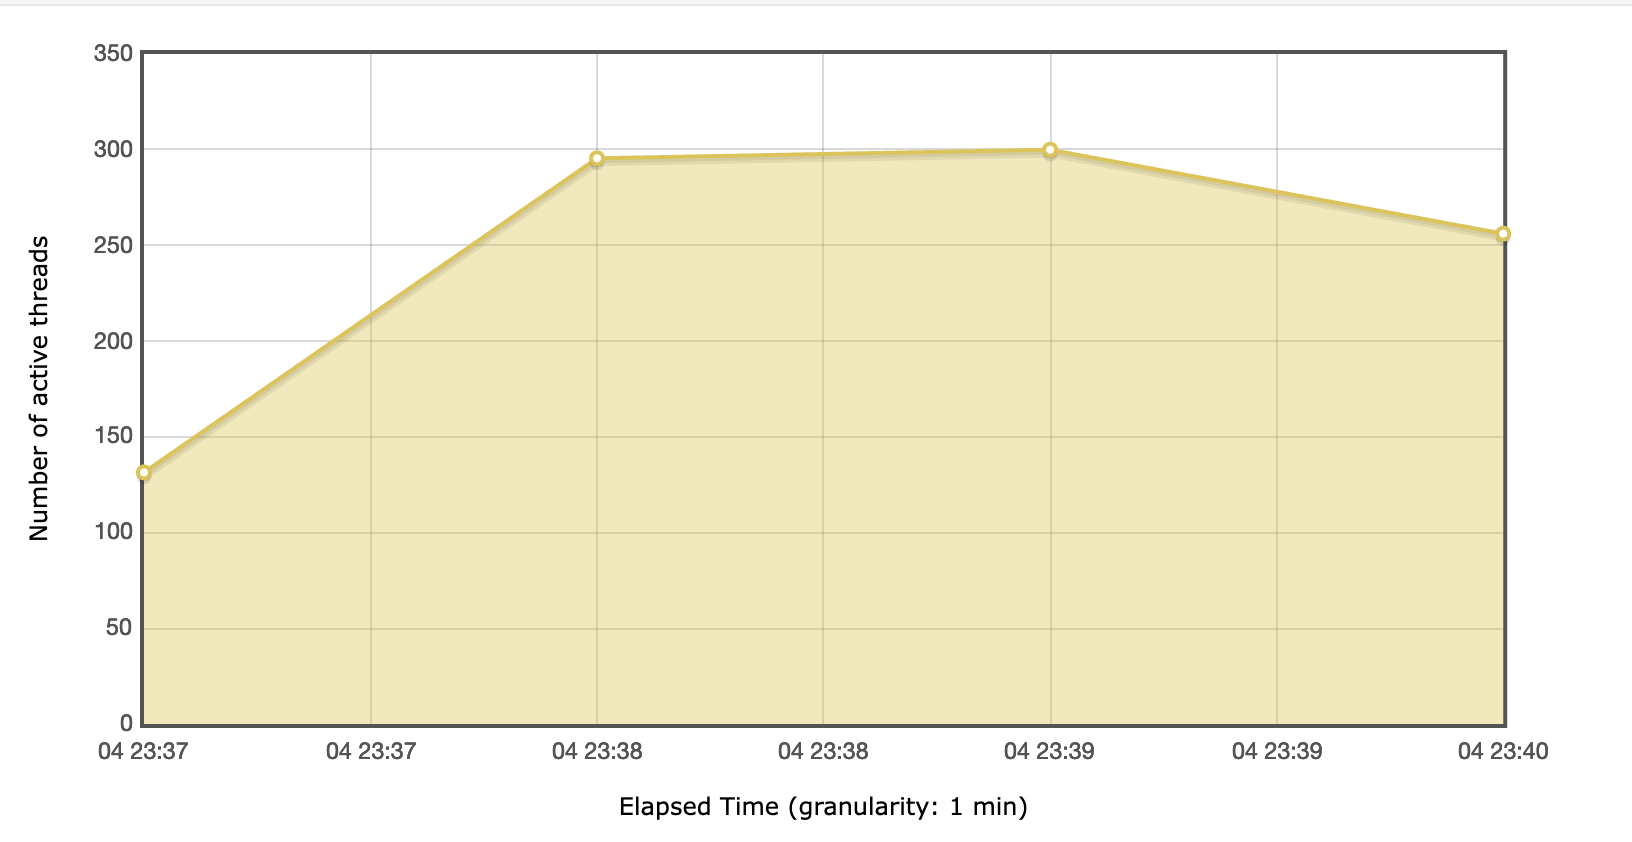 350
300
250
200
150
100
50
0
Number of active threads
04 23:37 04 23:37 04 23:38 04 23:38 04 23:39 04 23:39 04 23:40
Elapsed Time (granularity: 1 min)